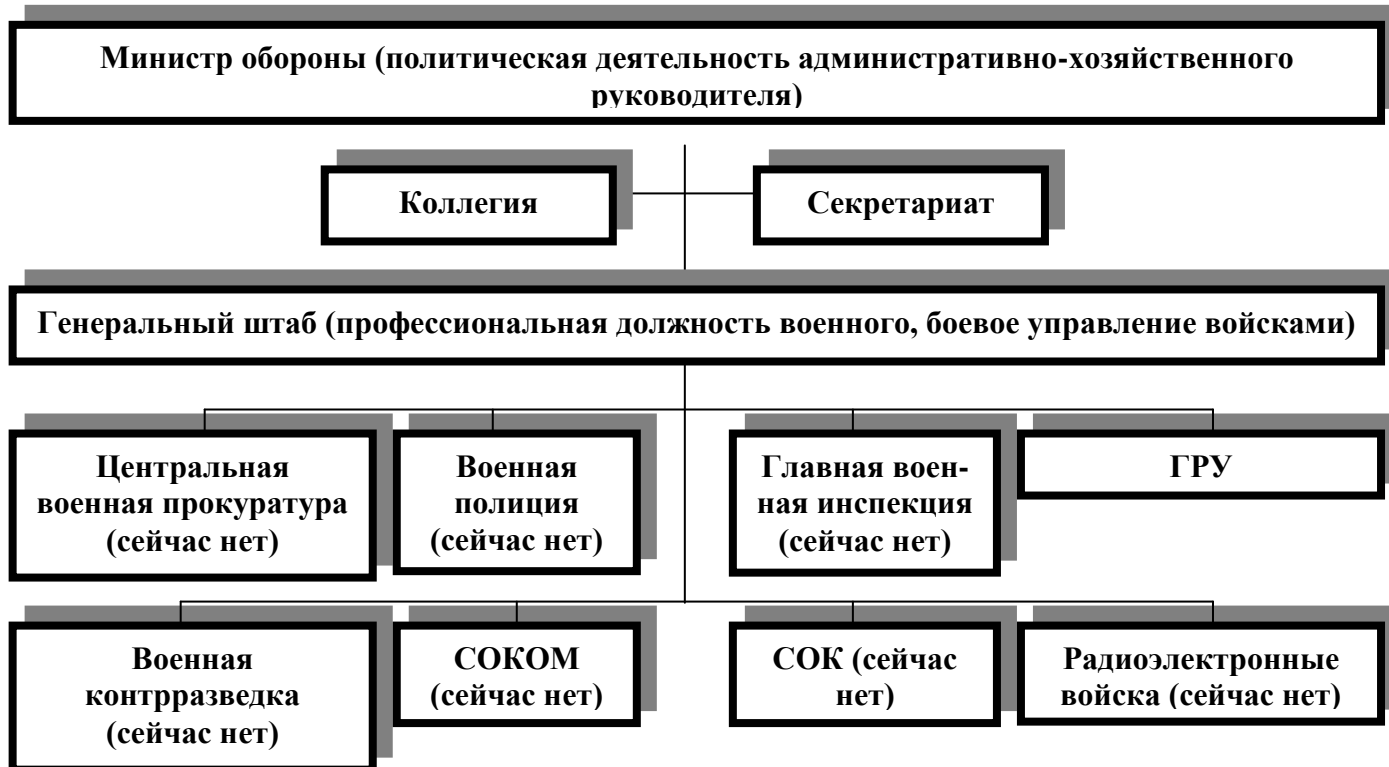 Министр обороны (политическая деятельность административно-хозяйственного
руководителя)
Коллегия
Секретариат
Генеральный штаб (профессиональная должность военного, боевое управление войсками)
Центральная
военная прокуратура
(сейчас нет)
Военная
полиция
(сейчас нет)
Главная воен-
ная инспекция
(сейчас нет)
ГРУ
Военная
контрразведка
(сейчас нет)
СОКОМ
(сейчас нет)
СОК (сейчас
нет)
Радиоэлектронные
войска (сейчас нет)